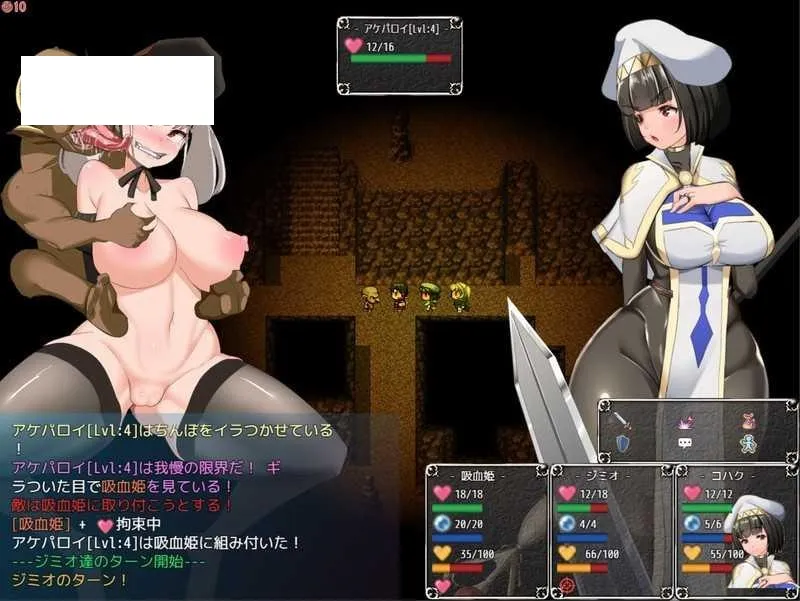 10
- アケパロイ[Lvl:4] -
12/16
アケパロイ[Lvl:4]はちんぽをイラつかせている
!
アケパロイ[Lvl:4]は我慢の限界だ! ギ
ラついた目で吸血姫を見ている!
敵は吸血姫に取り付こうとする!
[吸血姫] + 拘束中
アケパロイ[Lvl:4]は吸血姫に組み付いた!
---ジミオ達のターン開始---
ジミオのターン!
- 吸血姫 -
18/18
20/20
35/100
- ジミオ -
12/18
4/4
66/100
- コハク -
12/12
5/6
55/100